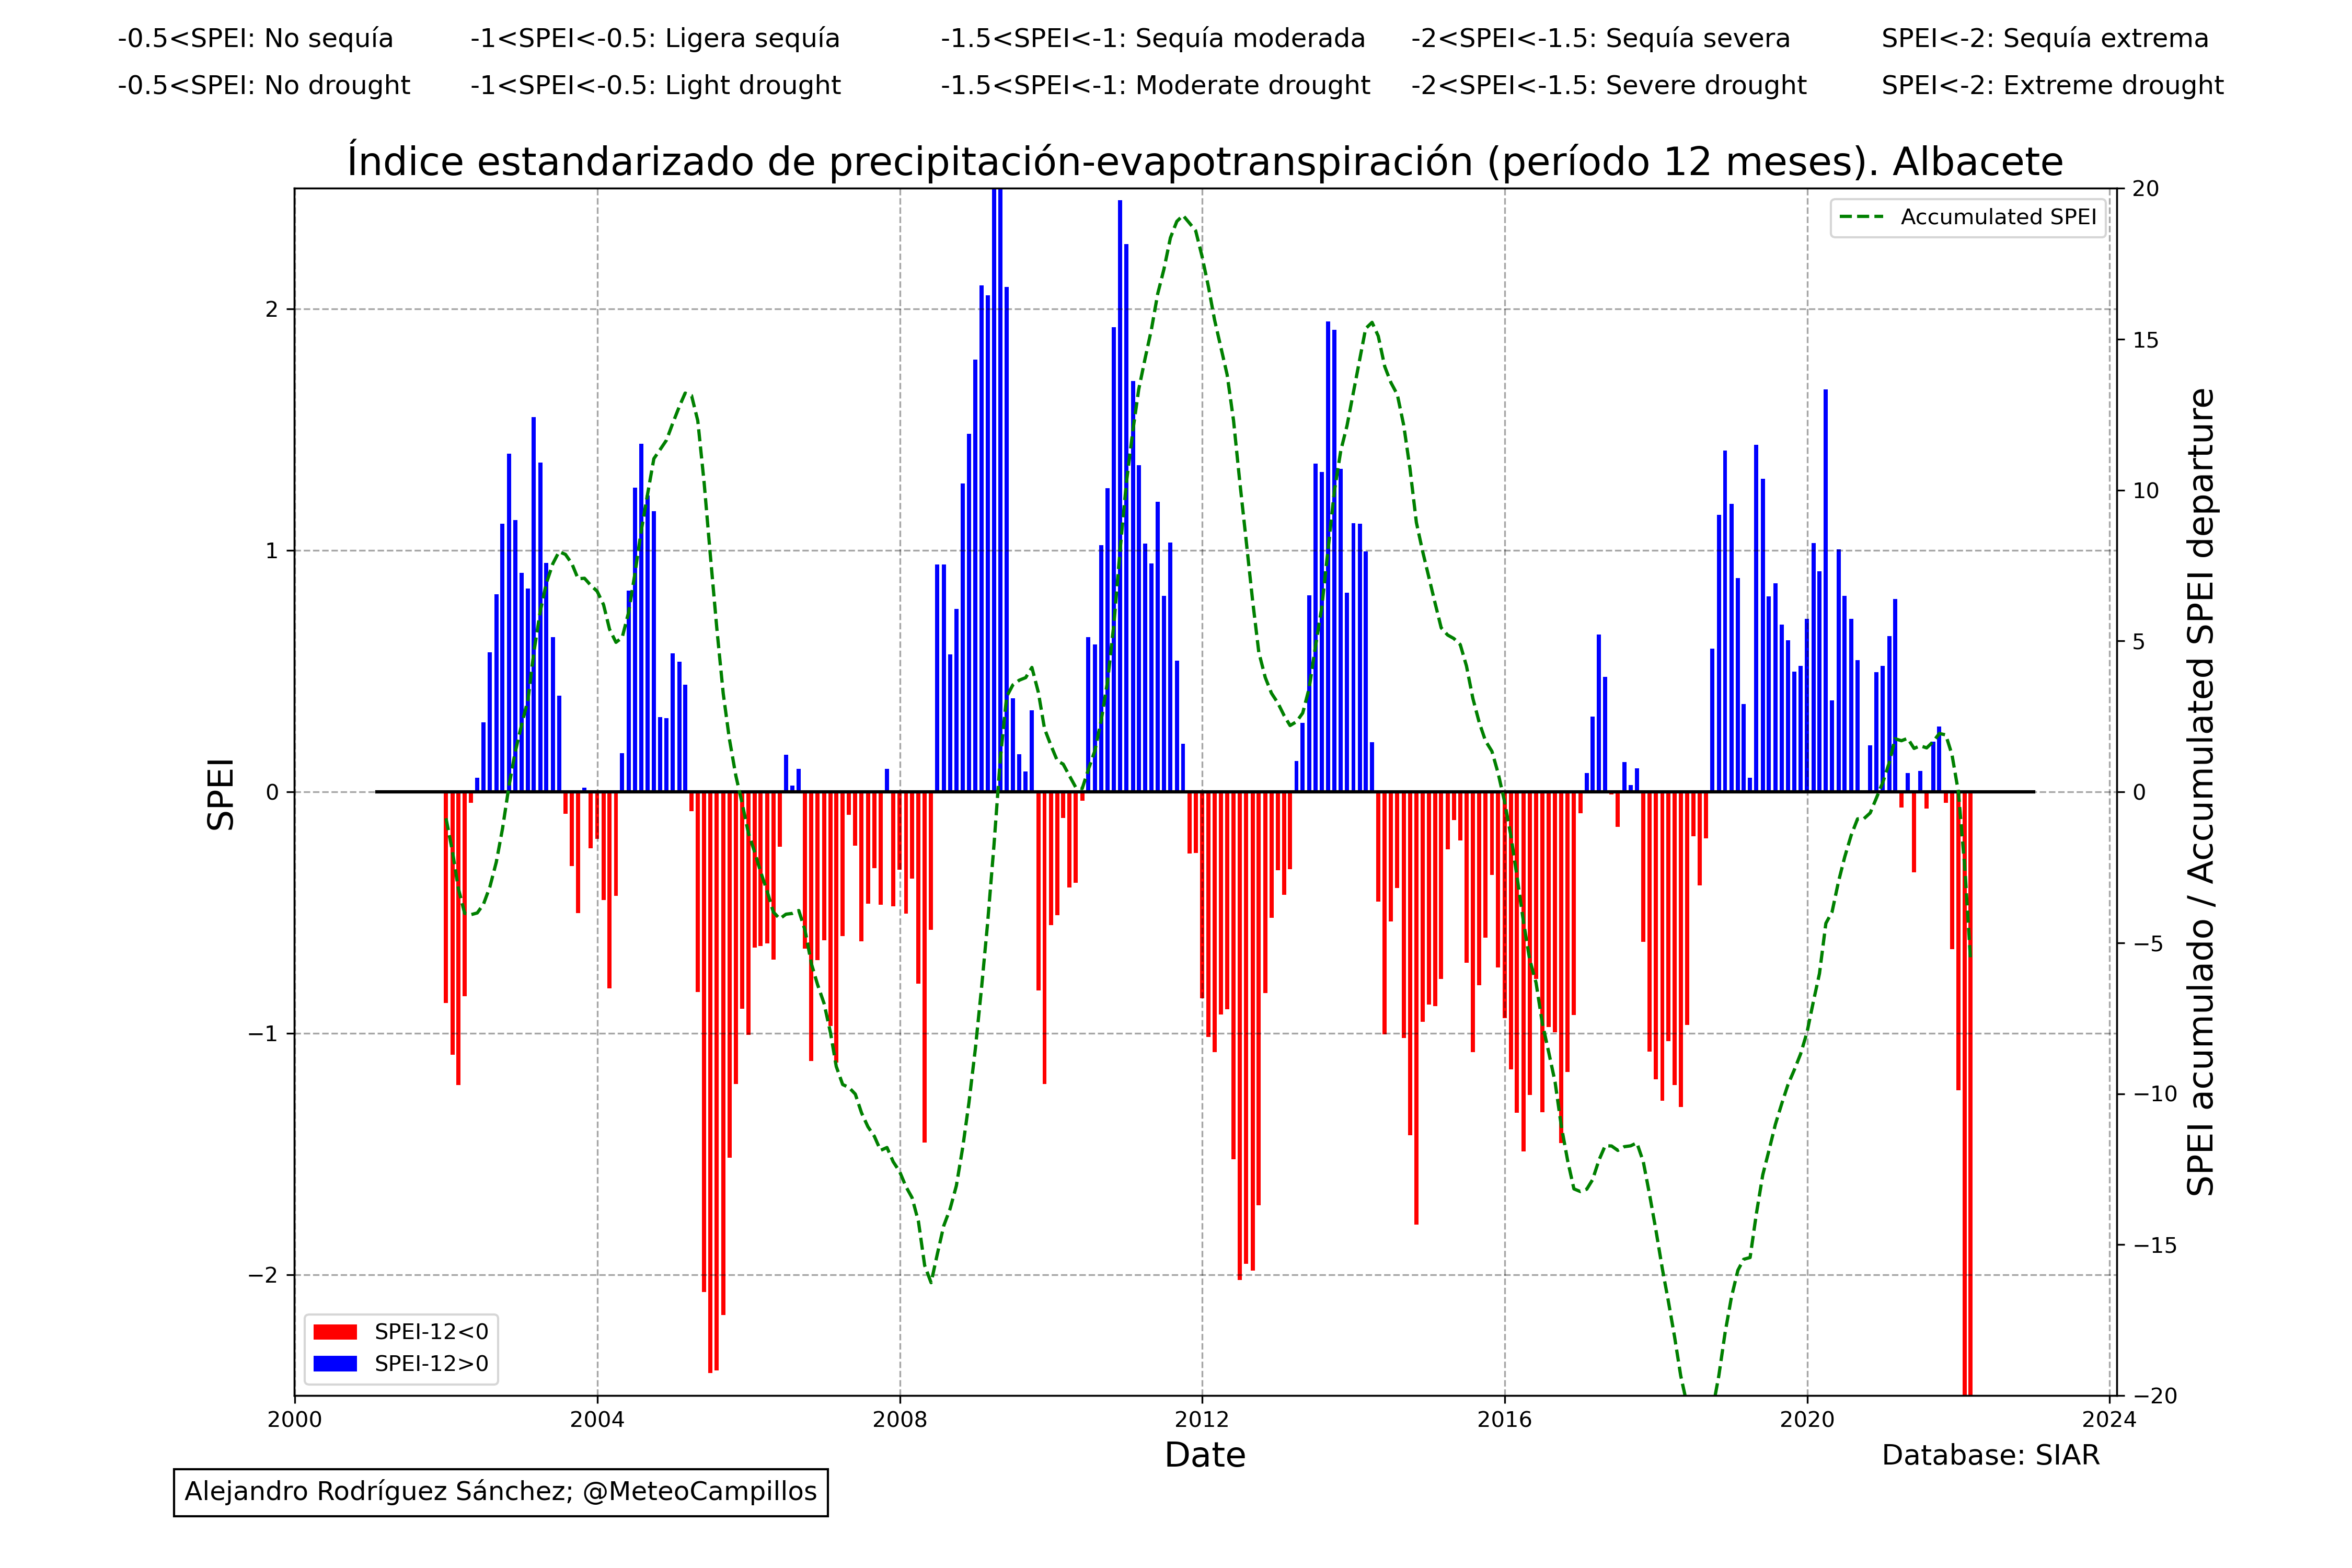 -0.5<SPEI: No sequía -1<SPEI<-0.5: Ligera sequía -1.5<SPEI<-1: Sequía moderada -2<SPEI<-1.5: Sequía severa SPEI<-2: Sequía extrema
-0.5<SPEI: No drought -1<SPEI<-0.5: Light drought -1.5<SPEI<-1: Moderate drought -2<SPEI<-1.5: Severe drought SPEI<-2: Extreme drought
Índice estandarizado de precipitación-evapotranspiración (período 12 meses). Albacete
Accumulated SPEI
SPEI
2
1
0
−1
−2
20
15
10
5
0
−5
−10
−15
−20
SPEI acumulado / Accumulated SPEI departure
SPEI-12<0
SPEI-12>0
2000 2004 2008 2012 2016 2020 2024
Date
Database: SIAR
Alejandro Rodríguez Sánchez; @MeteoCampillos